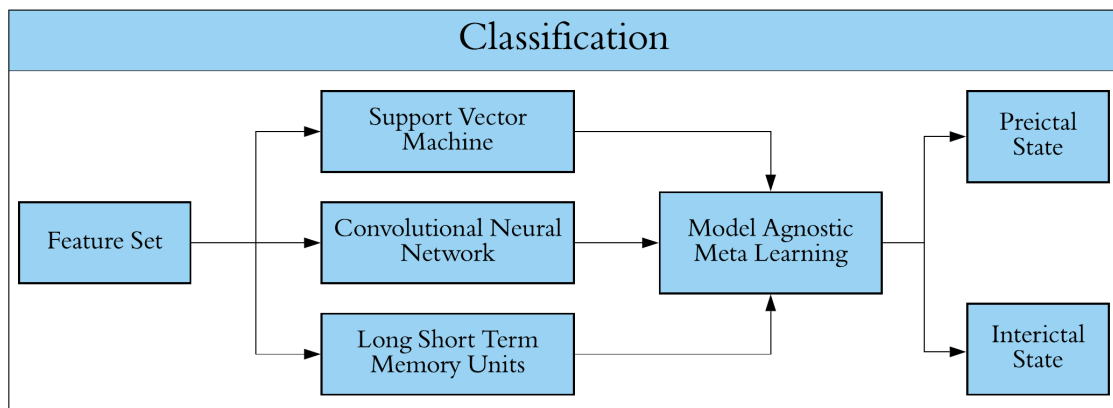 Classification
Support Vector
Machine
Preictal
State
Feature Set
Convolutional Neural
Network
Model Agnostic
Meta Learning
Long Short Term
Memory Units
Interictal
State